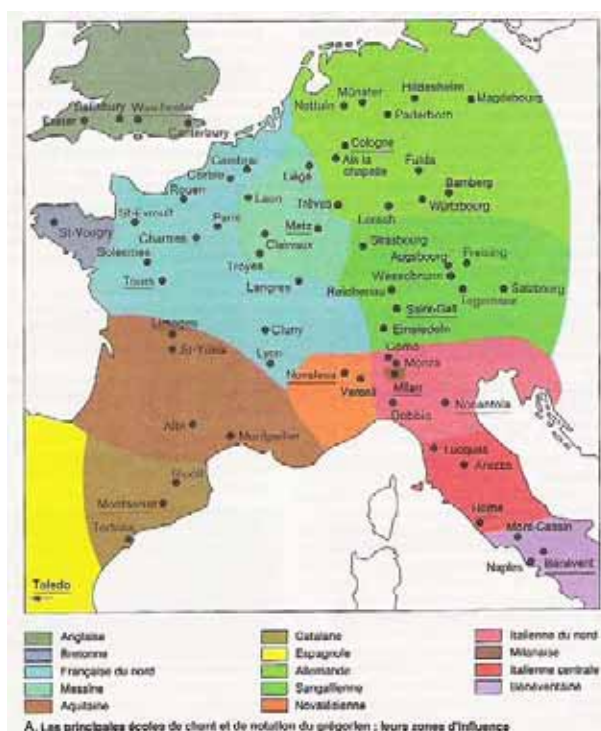 Hildesheim
Münster
Magdebourg
Nottuln
Paderborn
Salisbury Winchester
Exeter
Canterbury
Cologne
Aix la
chapelle
Fulda
Cambrai
Corbie
Liège
Bamberg
Rouen
Laon
Trèves
Lorsch
Würtzbourg
St-Evroult
Paris
Metz
St-Vougay
Chartres
Clairvaux
Strasbourg
Solesmes
Troyes
Augsbourg
Freising
Wessobrunn
Tours
Langres
Reichenau
Tegernsee
Salzbourg
Saint-Gall
Cluny
Einsiedeln
Limoges
Como
St-Yrieix
Lyon
Monza
Novalesa
Milan
Verceil
Nonantola
Bobbio
Albi
Montpellier
Lucques
Arezzo
Ripoll
Montserrat
Rome
Tortosa
Mont-Cassin
Toledo
Naples
Bénévent
Anglaise
Bretonne
Française du nord
Messine
Aquitaine
Catalane
Espagnole
Allemande
Sangallienne
Novalésienne
Italienne du nord
Milanaise
Italienne centrale
Bénéventaine
A. Les principales écoles de chant et de notation du grégorien : leurs zones d'influence